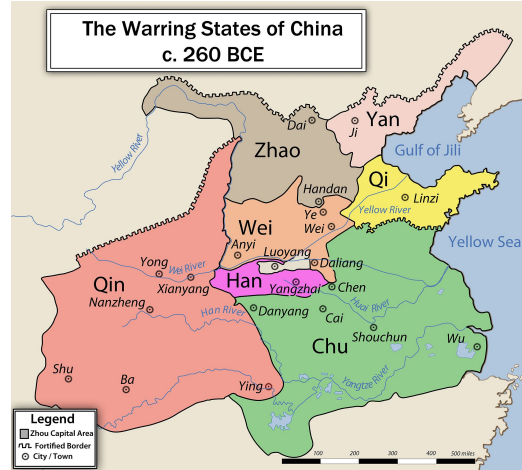 The Warring States of China
c. 260 BCE
Yan
Dai
Ji
Zhao
Yellow River
Gulf of Jili
Qi
Handan
Linzi
Ye
Yellow River
Wei
Wei
Anyi
Yellow Sea
Luoyang
Yong
Wei River
Daliang
Han
Qin
Xianyang
Yangzhai
Chen
Nanzheng
Huai River
Han River
Danyang
Cai
Shouchun
Chu
Wu
Shu
Ba
Ying
Yangtze River
Legend
Zhou Capital Area
Fortified Border
City / Town
100 200 300 400 500 miles